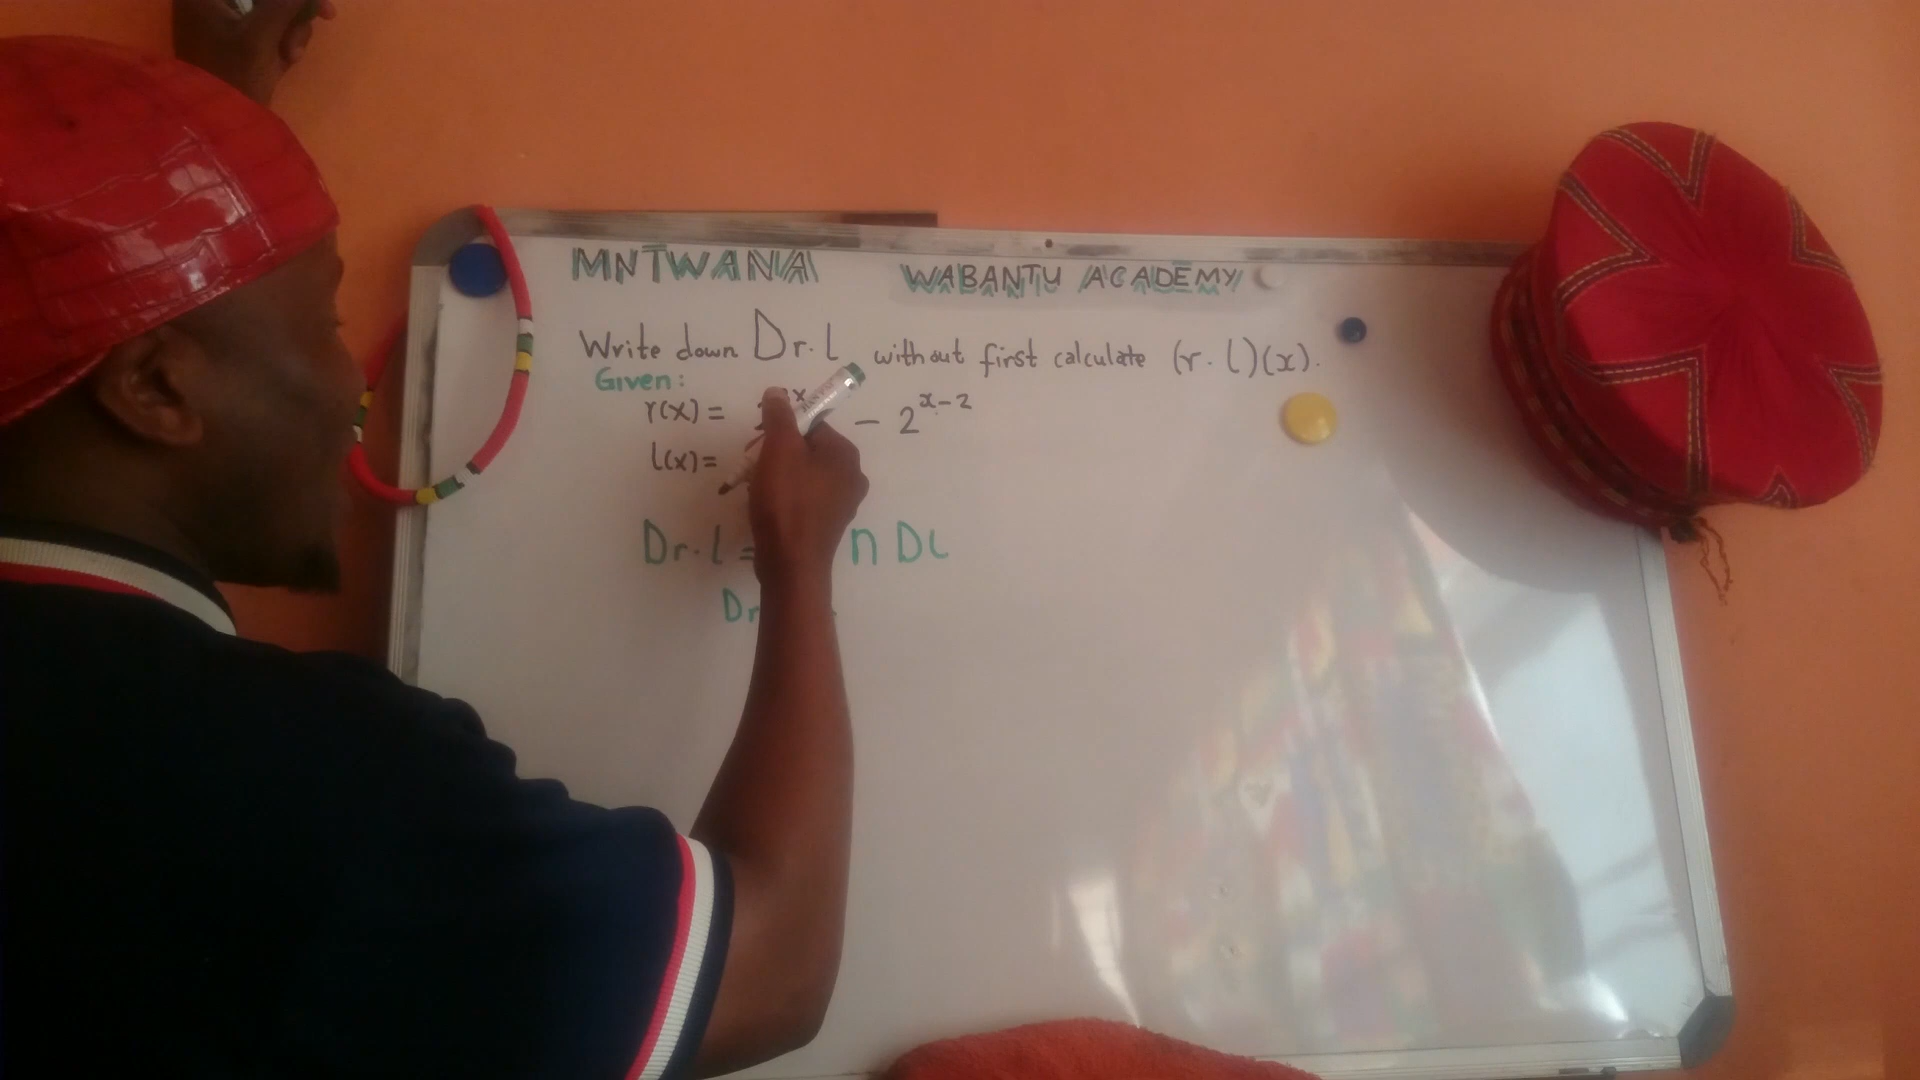 MNTWANA WABANTU ACADEMY
Write down Dr.l without first calculate (r.l)(x).
Given:
r(x) = x - 2^{x-2}
l(x) =
Dr.l = n Dl
Dr